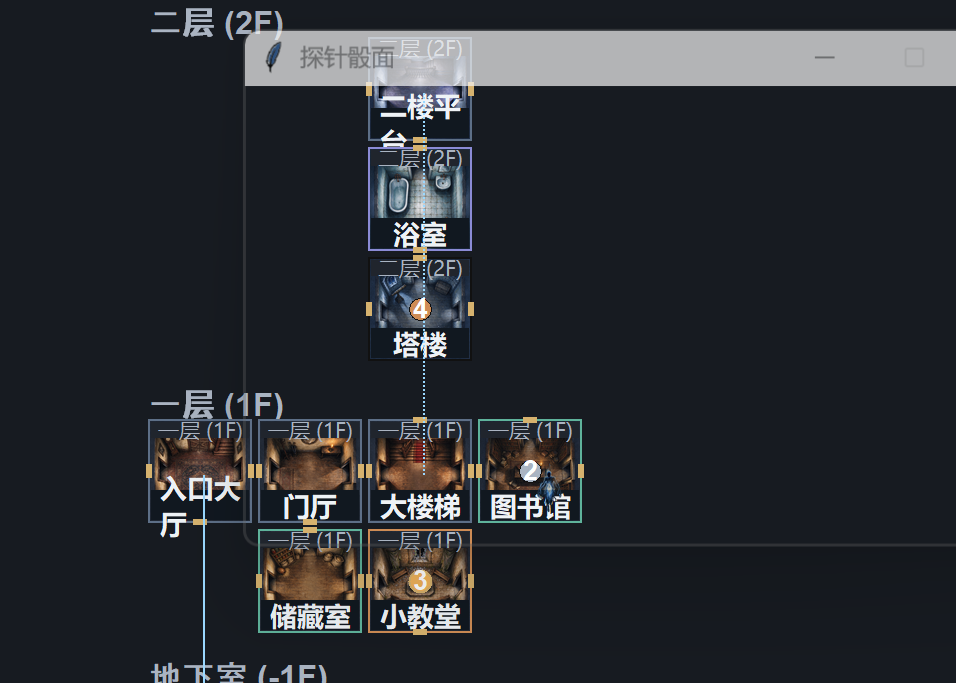 二层 (2F)
探针骰面
二层 (2F)
二楼平
台
二层 (2F)
浴室
二层 (2F)
4
塔楼
一层 (1F)
一层 (1F)
入口大
厅
一层 (1F)
门厅
一层 (1F)
大楼梯
一层 (1F)
2
图书馆
一层 (1F)
储藏室
一层 (1F)
3
小教堂
地下室 (-1F)